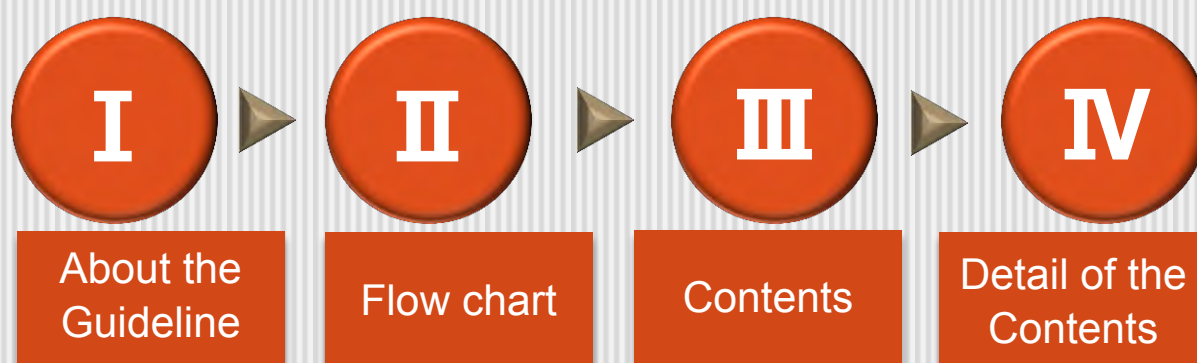 I
II
III
IV
About the
Guideline
Flow chart
Contents
Detail of the
Contents